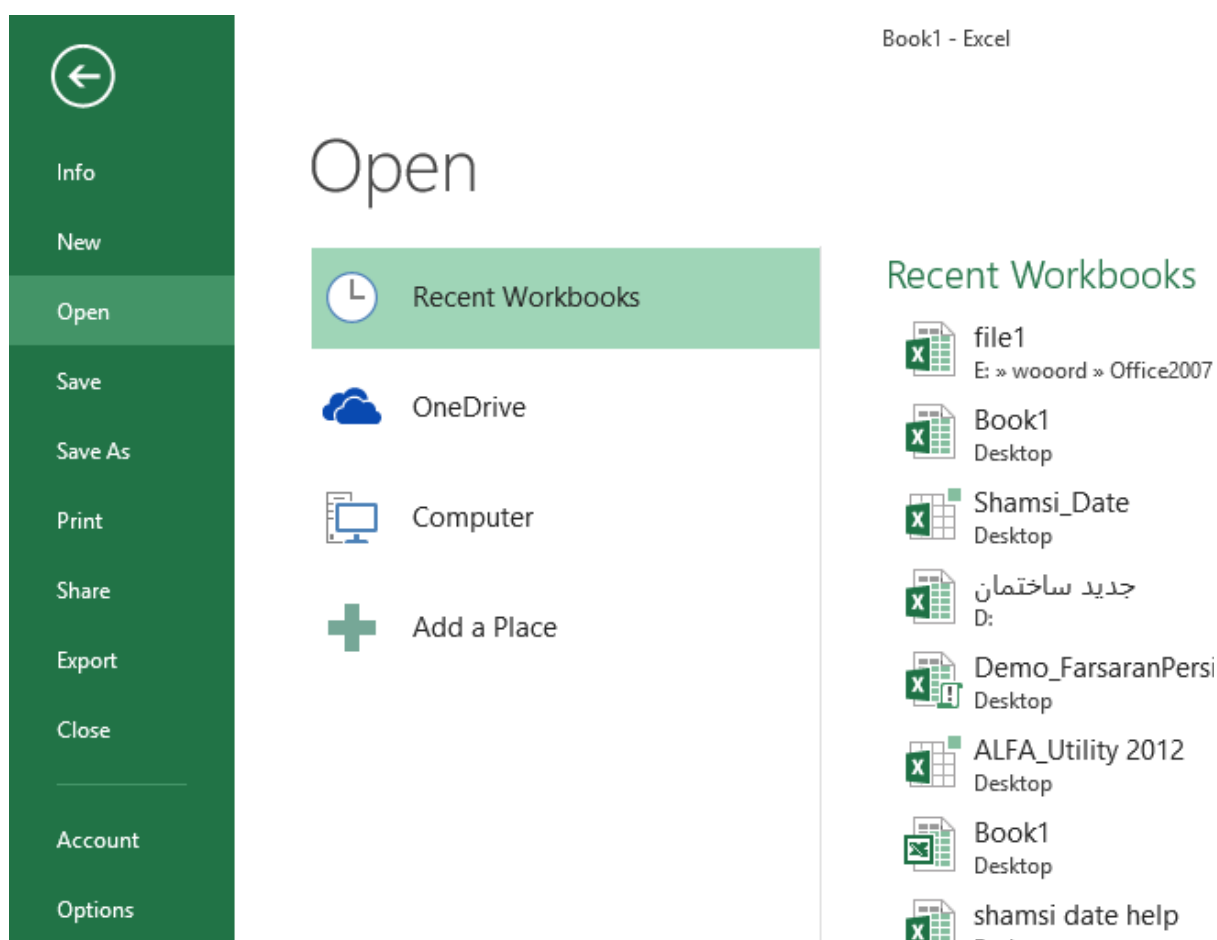 Book1 - Excel
Info
New
Open
Save
Save As
Print
Share
Export
Close
Account
Options
Open
Recent Workbooks
OneDrive
Computer
Add a Place
Recent Workbooks
file1
E: » wooord » Office2007
Book1
Desktop
Shamsi_Date
Desktop
جدید ساختمان
D:
Demo_FarsaranPersi
Desktop
ALFA_Utility 2012
Desktop
Book1
Desktop
shamsi date help